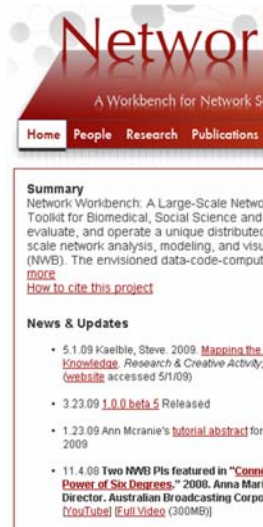 Networ
A Workbench for Network S
Home People Research Publications
Summary
Network Workbench: A Large-Scale Netwo
Toolkit for Biomedical, Social Science and
evaluate, and operate a unique distributed
scale network analysis, modeling, and visu
(NWB). The envisioned data-code-comput
more
How to cite this project
News & Updates
• 5.1.09 Kaelble, Steve. 2009. Mapping the
Knowledge. Research & Creative Activity,
(website accessed 5/1/09)
• 3.23.09 1.0.0 beta 5 Released
• 1.23.09 Ann Mcranie's tutorial abstract for
2009
• 11.4.08 Two NWB PIs featured in "Conne
Power of Six Degrees." 2008. Anna Mari
Director. Australian Broadcasting Corpo
[YouTube] [Full Video (300MB)]